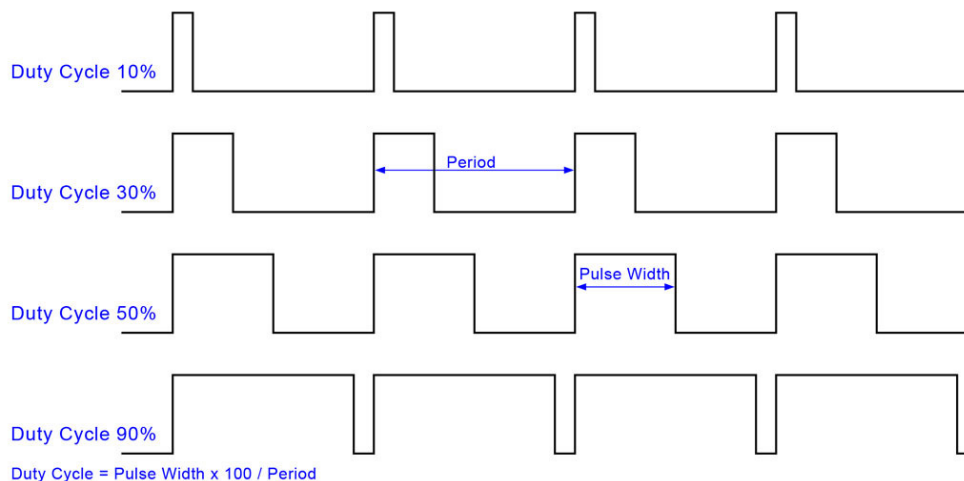 Duty Cycle 10%
Period
Duty Cycle 30%
Pulse Width
Duty Cycle 50%
Duty Cycle 90%
Duty Cycle = Pulse Width x 100 / Period